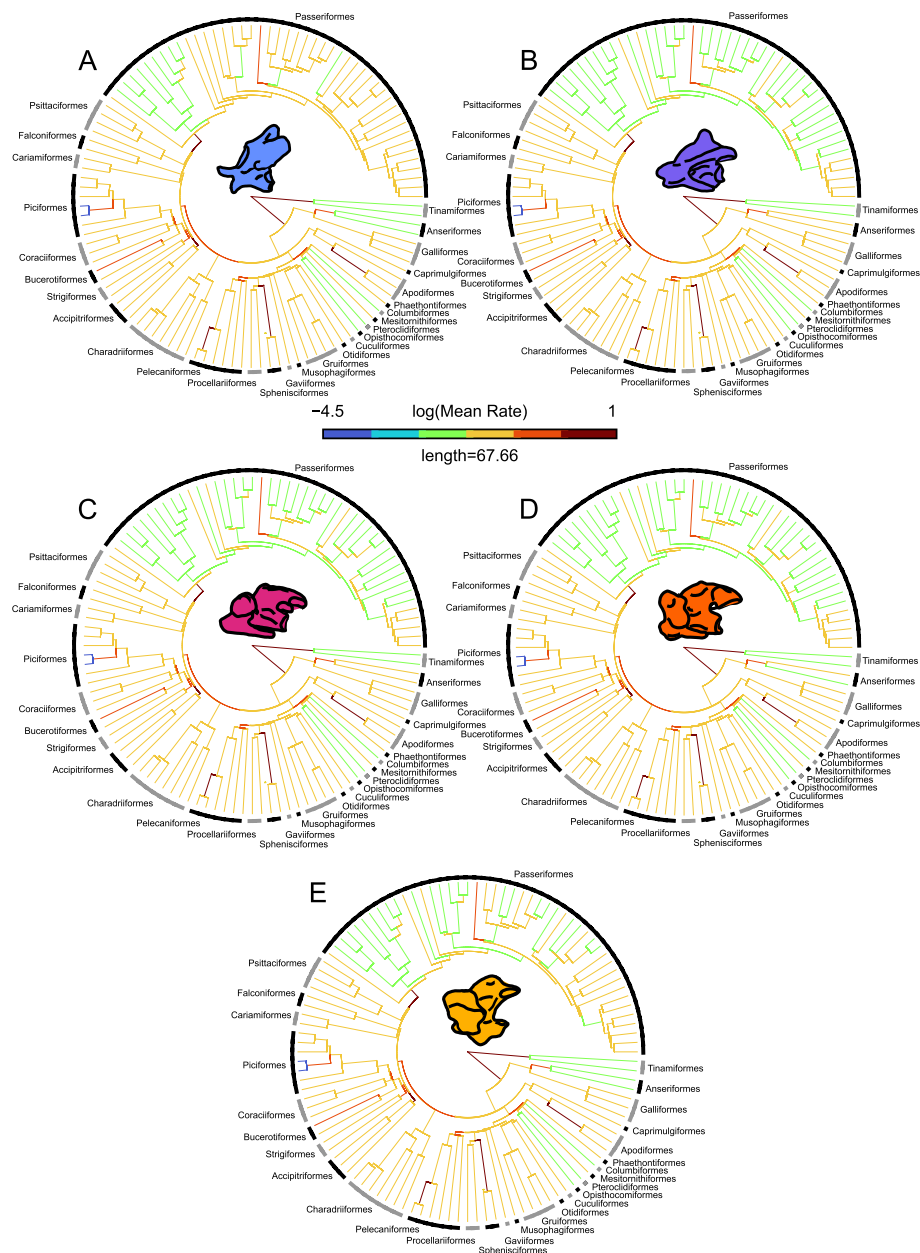 Passeriformes
A
Psittaciformes
Falconiformes
Cariamiformes
Piciformes
Coraciiformes
Bucerotiformes
Strigiformes
Accipitriformes
Charadriiformes
Pelecaniformes
Procellariiformes
Sphenisciformes
Gaviiformes
Musophagiformes
Gruiformes
Otidiformes
Cuculiformes
Opisthocomiformes
Pteroclidiformes
Mesitornithiformes
Columbiformes
Phaethontiformes
Apodiformes
Caprimulgiformes
Galliformes
Anseriformes
Tinamiformes
Passeriformes
B
Psittaciformes
Falconiformes
Cariamiformes
Piciformes
Coraciiformes
Bucerotiformes
Strigiformes
Accipitriformes
Charadriiformes
Pelecaniformes
Procellariiformes
Sphenisciformes
Gaviiformes
Musophagiformes
Gruiformes
Otidiformes
Cuculiformes
Opisthocomiformes
Pteroclidiformes
Mesitornithiformes
Columbiformes
Phaethontiformes
Apodiformes
Caprimulgiformes
Galliformes
Anseriformes
Tinamiformes
−4.5 log(Mean Rate) 1
length=67.66
Passeriformes
C
Psittaciformes
Falconiformes
Cariamiformes
Piciformes
Coraciiformes
Bucerotiformes
Strigiformes
Accipitriformes
Charadriiformes
Pelecaniformes
Procellariiformes
Sphenisciformes
Gaviiformes
Musophagiformes
Gruiformes
Otidiformes
Cuculiformes
Opisthocomiformes
Pteroclidiformes
Mesitornithiformes
Columbiformes
Phaethontiformes
Apodiformes
Caprimulgiformes
Galliformes
Anseriformes
Tinamiformes
Passeriformes
D
Psittaciformes
Falconiformes
Cariamiformes
Piciformes
Coraciiformes
Bucerotiformes
Strigiformes
Accipitriformes
Charadriiformes
Pelecaniformes
Procellariiformes
Sphenisciformes
Gaviiformes
Musophagiformes
Gruiformes
Otidiformes
Cuculiformes
Opisthocomiformes
Pteroclidiformes
Mesitornithiformes
Columbiformes
Phaethontiformes
Apodiformes
Caprimulgiformes
Galliformes
Anseriformes
Tinamiformes
Passeriformes
E
Psittaciformes
Falconiformes
Cariamiformes
Piciformes
Coraciiformes
Bucerotiformes
Strigiformes
Accipitriformes
Charadriiformes
Pelecaniformes
Procellariiformes
Sphenisciformes
Gaviiformes
Musophagiformes
Gruiformes
Otidiformes
Cuculiformes
Opisthocomiformes
Pteroclidiformes
Mesitornithiformes
Columbiformes
Phaethontiformes
Apodiformes
Caprimulgiformes
Galliformes
Anseriformes
Tinamiformes